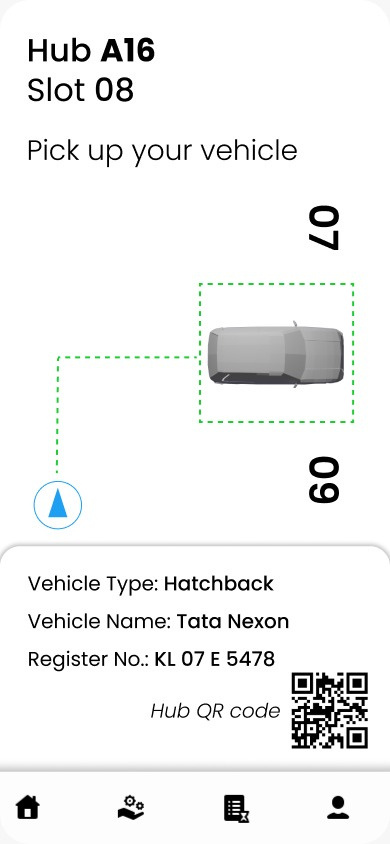 Hub A16
Slot 08
Pick up your vehicle
07
09
Vehicle Type: Hatchback
Vehicle Name: Tata Nexon
Register No.: KL 07 E 5478
Hub QR code